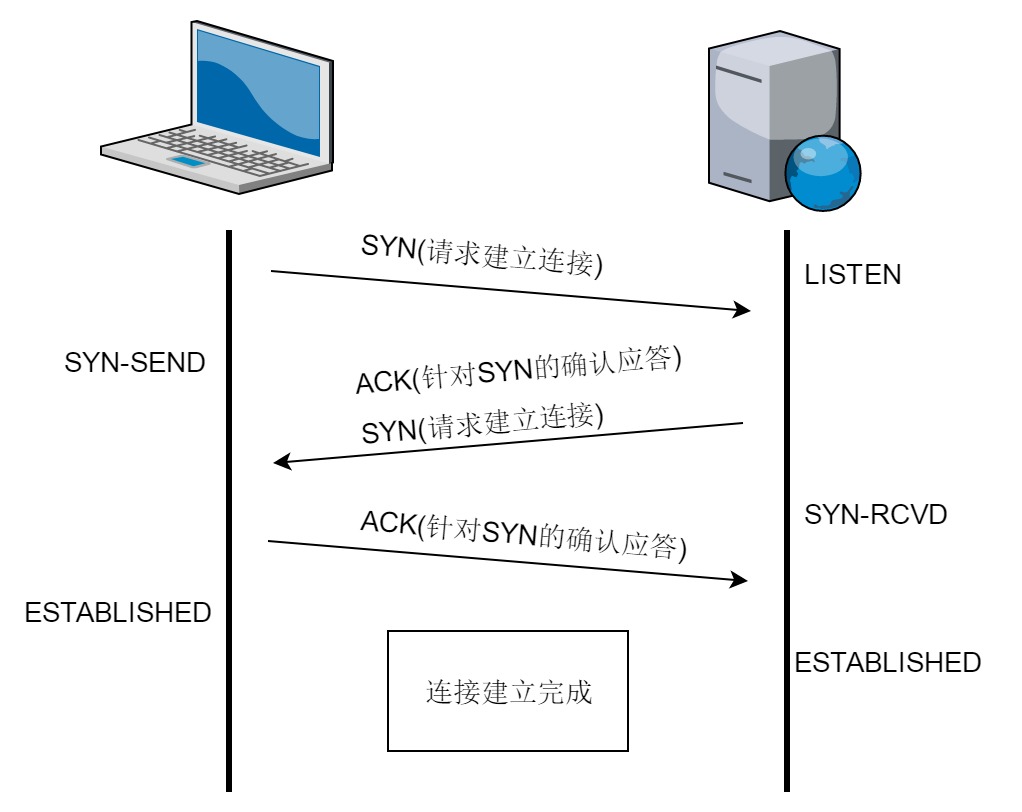 SYN(请求建立连接)
LISTEN
SYN-SEND
ACK(针对SYN的确认应答)
SYN(请求建立连接)
SYN-RCVD
ACK(针对SYN的确认应答)
ESTABLISHED
ESTABLISHED
连接建立完成